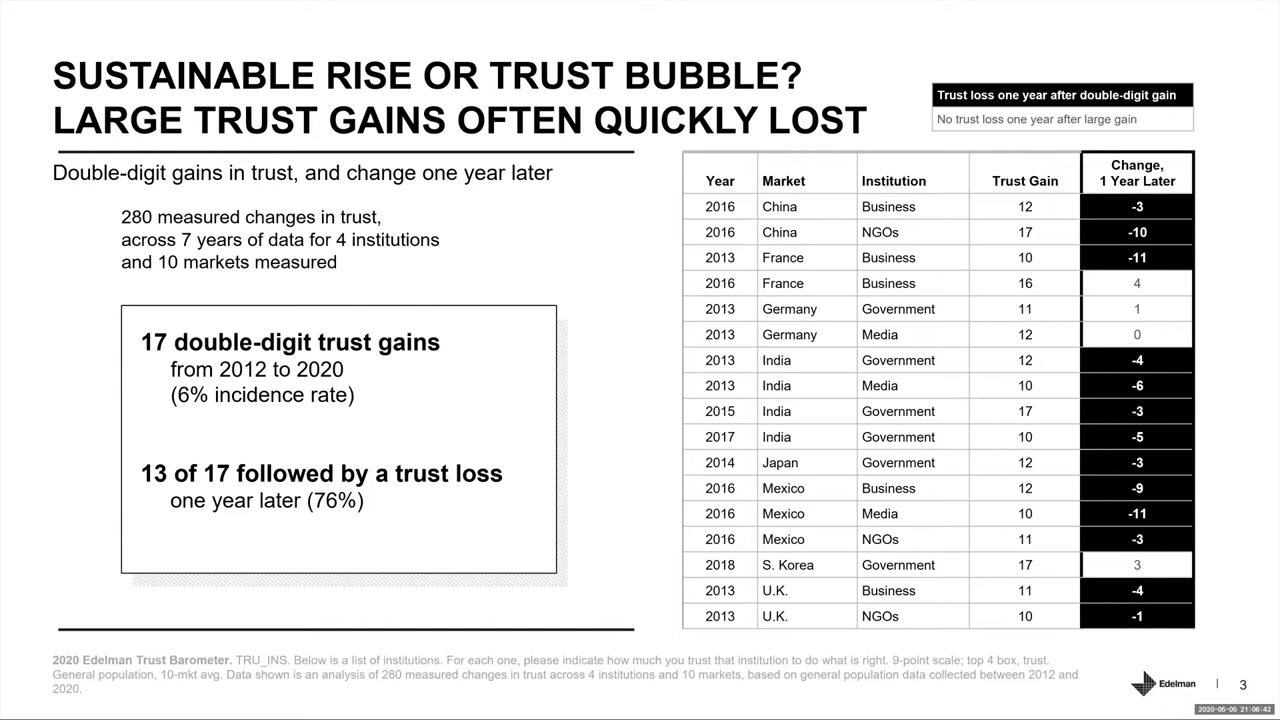 SUSTAINABLE RISE OR TRUST BUBBLE?
LARGE TRUST GAINS OFTEN QUICKLY LOST
Trust loss one year after double-digit gain
No trust loss one year after large gain
Double-digit gains in trust, and change one year later
280 measured changes in trust,
across 7 years of data for 4 institutions
and 10 markets measured
17 double-digit trust gains
from 2012 to 2020
(6% incidence rate)
13 of 17 followed by a trust loss
one year later (76%)
Year Market Institution Trust Gain Change, 1 Year Later
2016 China Business 12 -3
2016 China NGOs 17 -10
2013 France Business 10 -11
2016 France Business 16 4
2013 Germany Government 11 1
2013 Germany Media 12 0
2013 India Government 12 -4
2013 India Media 10 -6
2015 India Government 17 -3
2017 India Government 10 -5
2014 Japan Government 12 -3
2016 Mexico Business 12 -9
2016 Mexico Media 10 -11
2016 Mexico NGOs 11 -3
2018 S. Korea Government 17 3
2013 U.K. Business 11 -4
2013 U.K. NGOs 10 -1
2020 Edelman Trust Barometer. TRU_INS. Below is a list of institutions. For each one, please indicate how much you trust that institution to do what is right. 9-point scale; top 4 box, trust.
General population, 10-mkt avg. Data shown is an analysis of 280 measured changes in trust across 4 institutions and 10 markets, based on general population data collected between 2012 and
2020.
Edelman | 3
2020-05-05 21:06:42